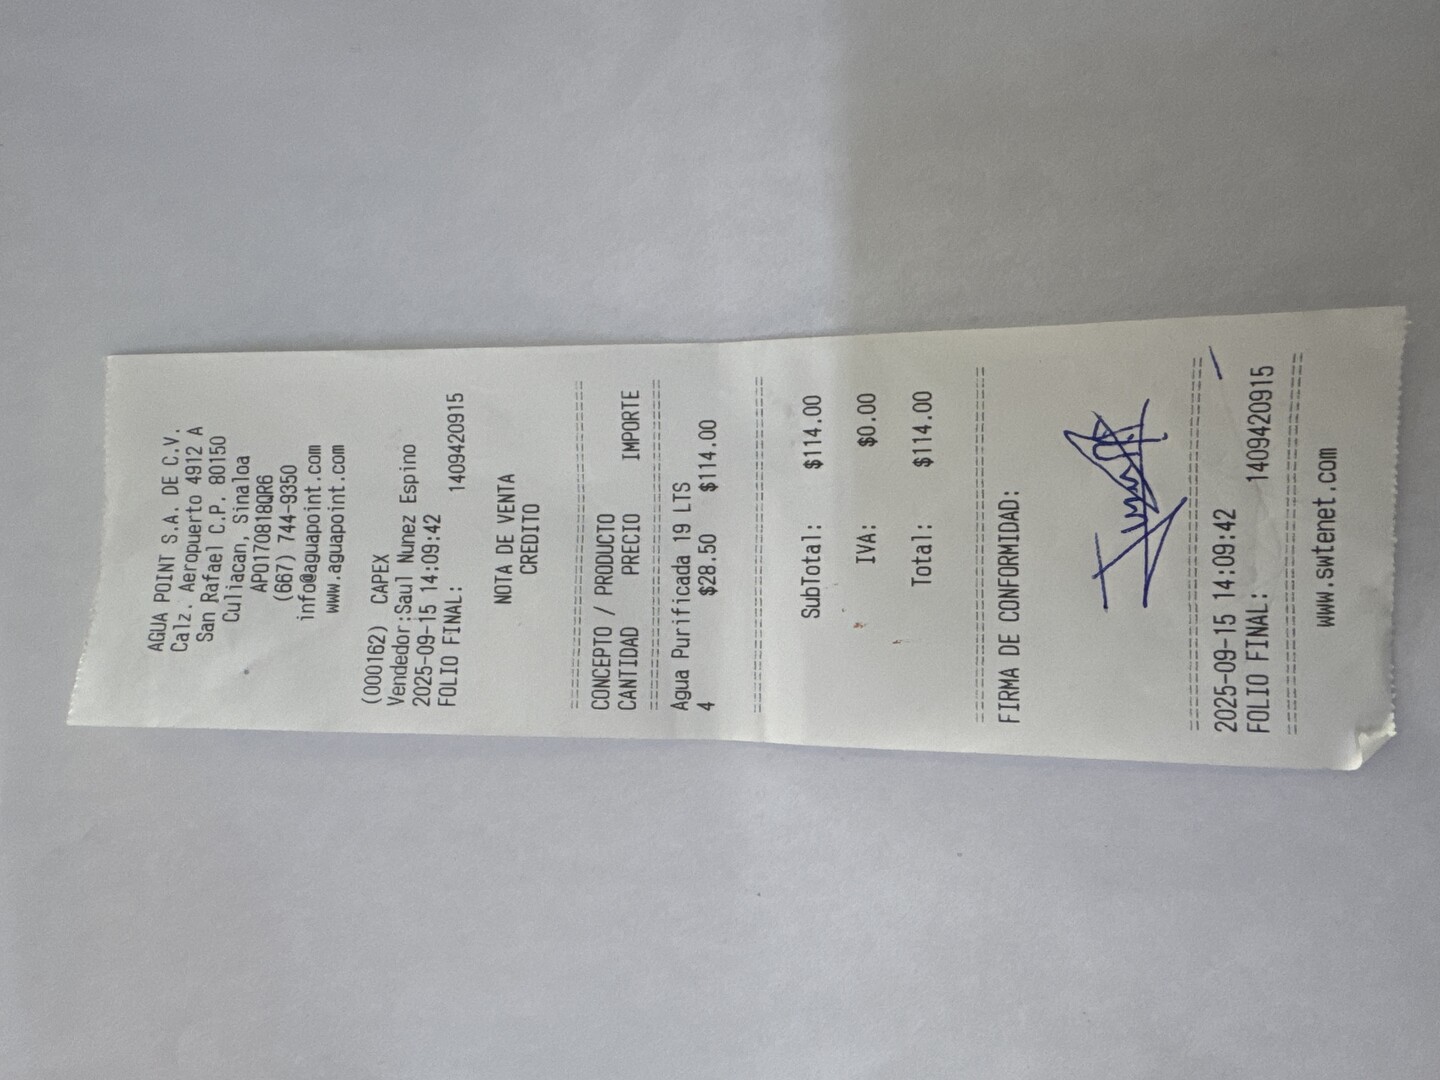 AGUA POINT S.A. DE C.V.
Calz. Aeropuerto 4912 A
San Rafael C.P. 80150
Culiacan, Sinaloa
APO170818QR6
(667) 744-9350
info@aguapoint.com
www.aguapoint.com
(000162) CAPEX
Vendedor:Saul Nunez Espino
2025-09-15 14:09:42
FOLIO FINAL: 1409420915
NOTA DE VENTA
CREDITO
CONCEPTO / PRODUCTO
CANTIDAD PRECIO IMPORTE
Agua Purificada 19 LTS
4 $28.50 $114.00
SubTotal: $114.00
IVA: $0.00
Total: $114.00
FIRMA DE CONFORMIDAD:
2025-09-15 14:09:42
FOLIO FINAL: 1409420915
www.swtenet.com